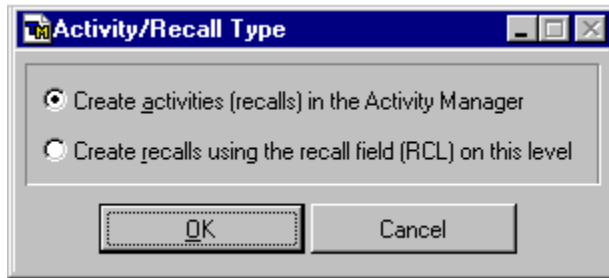 TM Activity/Recall Type
Create activities (recalls) in the Activity Manager
Create recalls using the recall field (RCL) on this level
OK Cancel